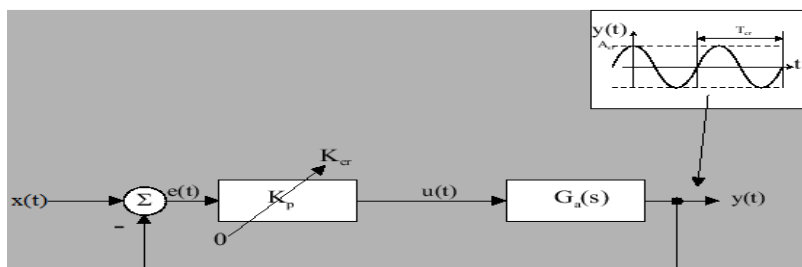 y(t)
T_cr
A_cr
t
K_cr
x(t)
Σ
e(t)
K_p
u(t)
G_a(s)
y(t)
-
0